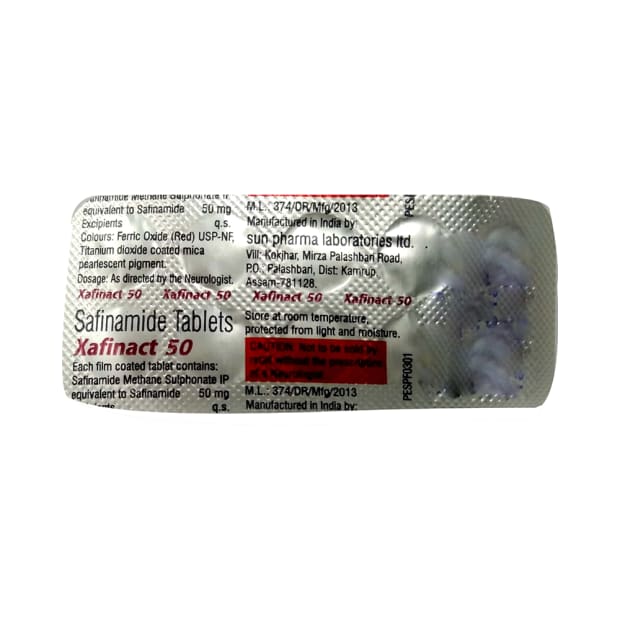 Safinamide Methane Sulphonate IP
equivalent to Safinamide 50 mg
Excipients q.s.
Colours: Ferric Oxide (Red) USP-NF,
Titanium dioxide coated mica
pearlescent pigment.
Dosage: As directed by the Neurologist.
Xafinact 50 Xafinact 50
Safinamide Tablets
Xafinact 50
Each film coated tablet contains:
Safinamide Methane Sulphonate IP
equivalent to Safinamide 50 mg
q.s.
M.L.: 374/DR/Mfg/2013
Manufactured in India by:
sun pharma laboratories ltd.
Vill: Kokjhar, Mirza Palashbari Road,
P.O.: Palashbari, Dist: Kamrup,
Assam-781128.
Xafinact 50 Xafinact 50
Store at room temperature,
protected from light and moisture.
CAUTION: Not to be sold by
retail without the prescription
of a Neurologist.
M.L.: 374/DR/Mfg/2013
Manufactured in India by:
PESPR0301